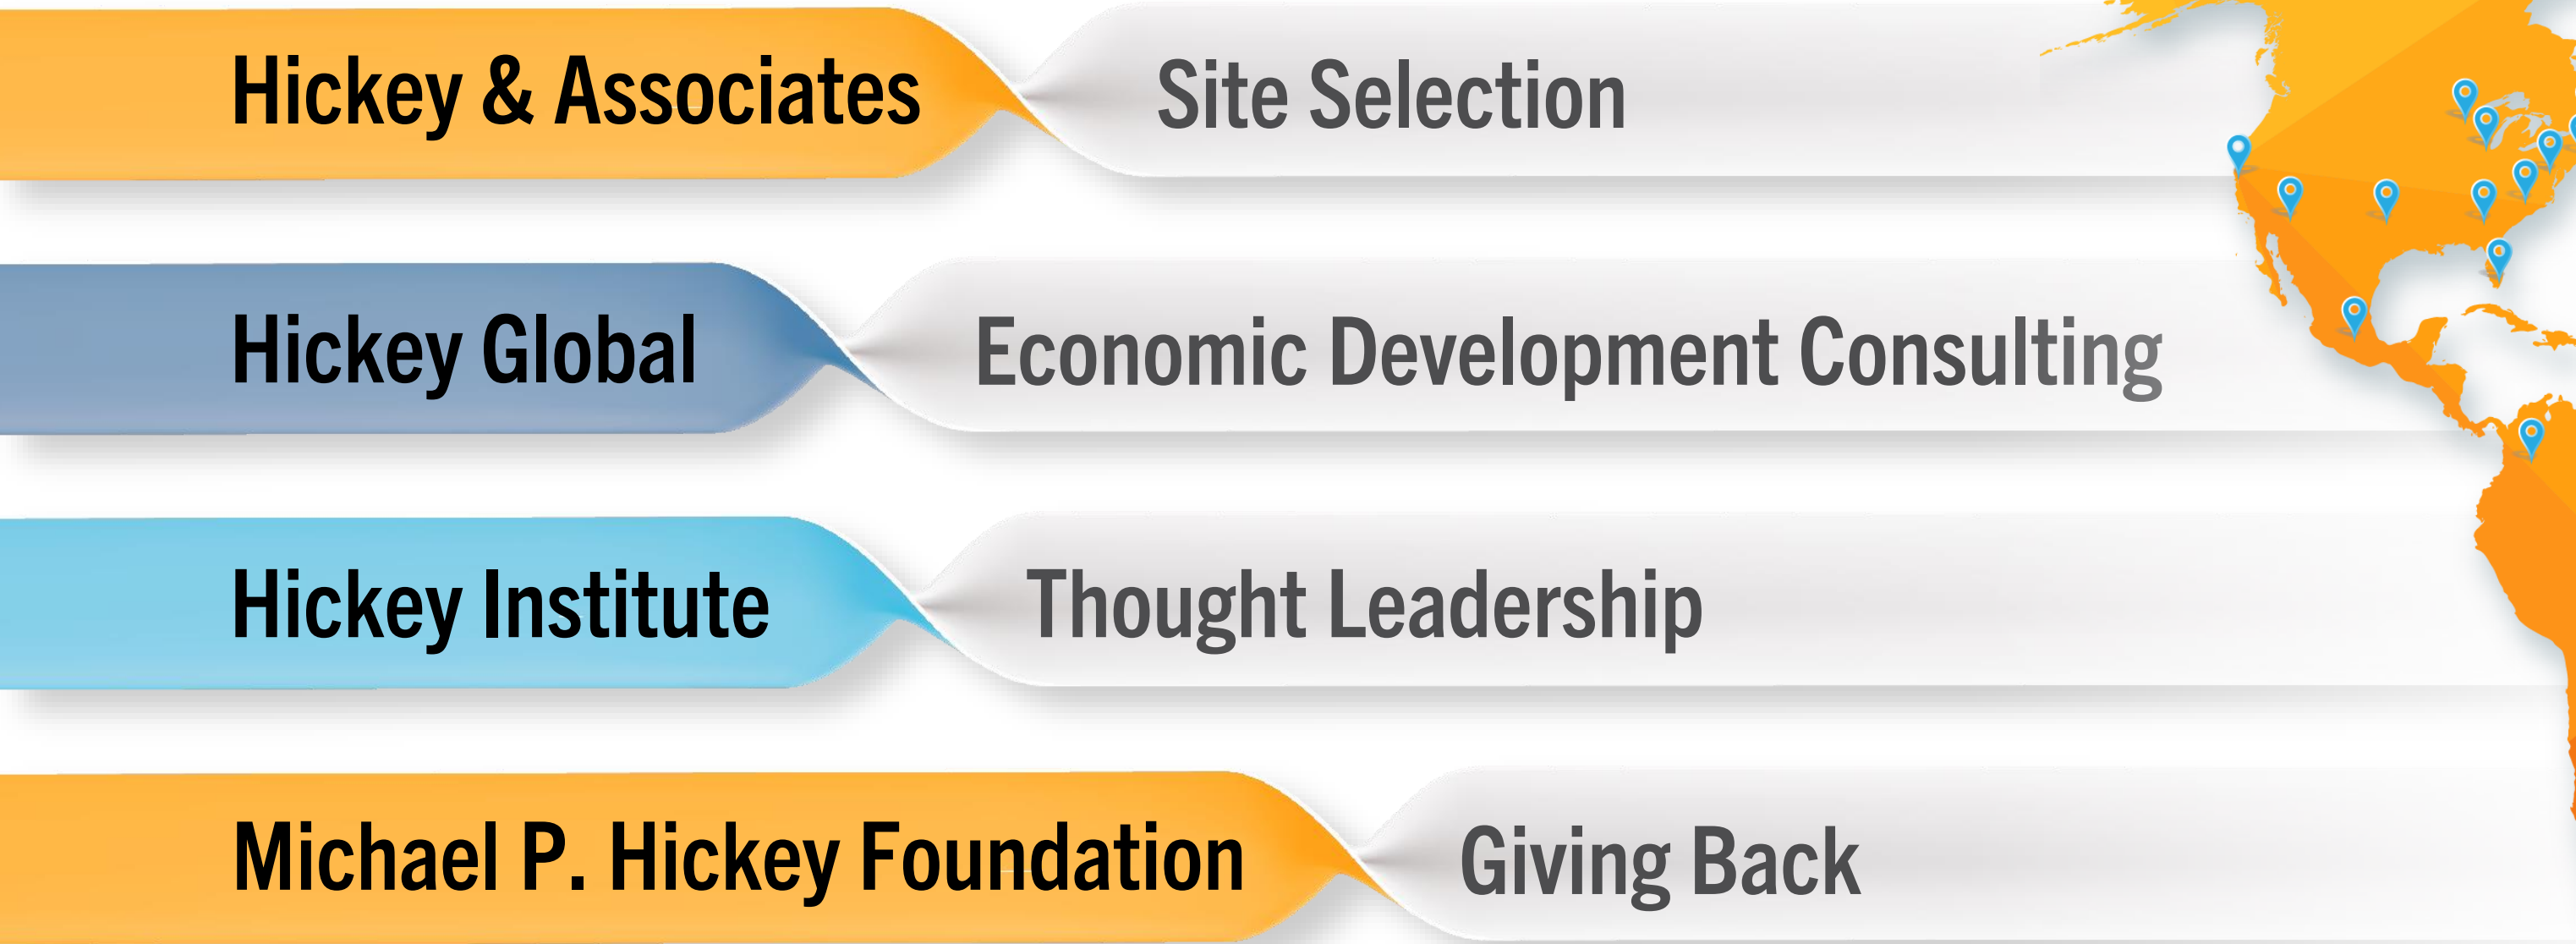 Hickey & Associates
Site Selection
Hickey Global
Economic Development Consulting
Hickey Institute
Thought Leadership
Michael P. Hickey Foundation
Giving Back